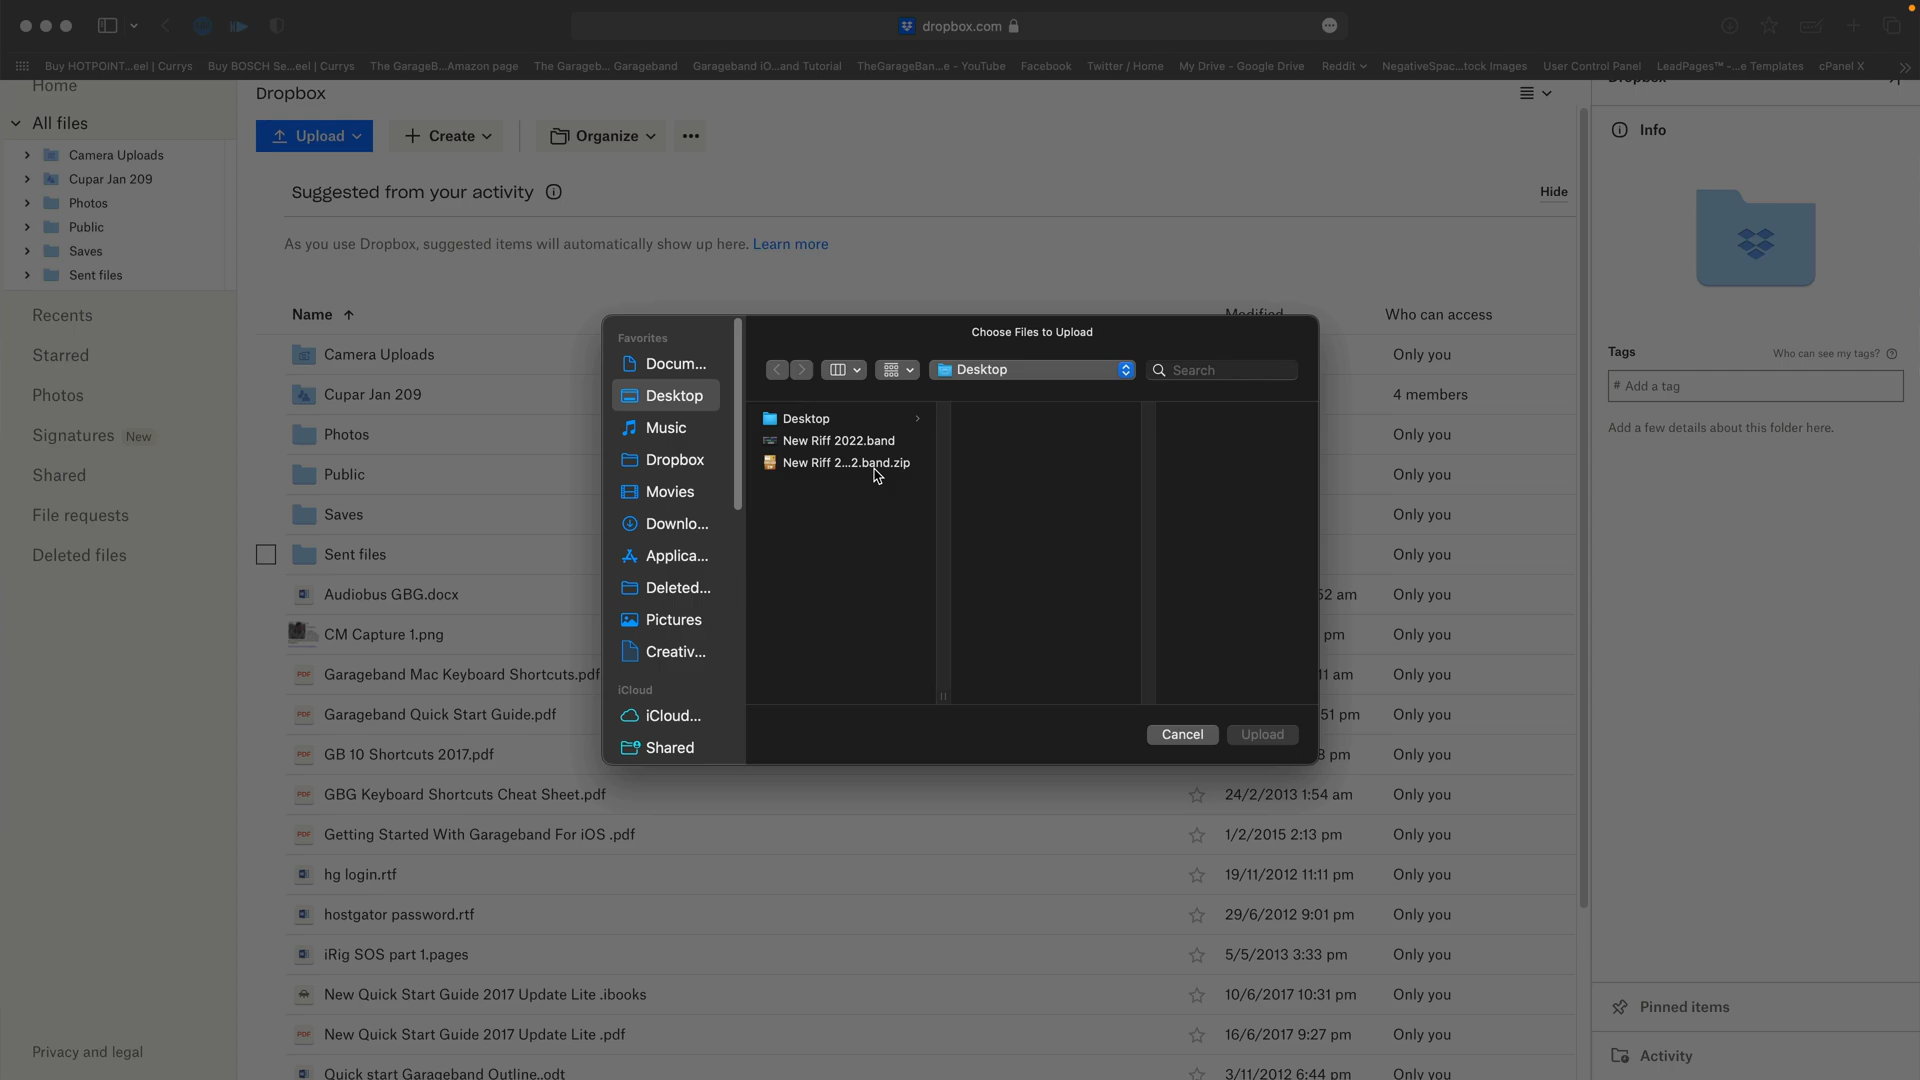 dropbox.com
Buy HOTPOINT...eel | Currys
Buy BOSCH Se...eel | Currys
The GarageB...Amazon page
The Garageb... Garageband
Garageband iO...and Tutorial
TheGarageBan...e - YouTube
Facebook
Twitter / Home
My Drive - Google Drive
Reddit
NegativeSpac...tock Images
User Control Panel
LeadPages™ -...e Templates
cPanel X
Home
All files
Camera Uploads
Cupar Jan 209
Photos
Public
Saves
Sent files
Recents
Starred
Photos
Signatures New
Shared
File requests
Deleted files
Privacy and legal
Dropbox
Upload
Create
Organize
Suggested from your activity
Hide
As you use Dropbox, suggested items will automatically show up here. Learn more
Name
Modified
Who can access
Camera Uploads
Only you
Cupar Jan 209
4 members
Photos
Only you
Public
Only you
Saves
Only you
Sent files
Only you
Audiobus GBG.docx
52 am
Only you
CM Capture 1.png
pm
Only you
Garageband Mac Keyboard Shortcuts.pdf
11 am
Only you
Garageband Quick Start Guide.pdf
51 pm
Only you
GB 10 Shortcuts 2017.pdf
8 pm
Only you
GBG Keyboard Shortcuts Cheat Sheet.pdf
24/2/2013 1:54 am
Only you
Getting Started With Garageband For iOS .pdf
1/2/2015 2:13 pm
Only you
hg login.rtf
19/11/2012 11:11 pm
Only you
hostgator password.rtf
29/6/2012 9:01 pm
Only you
iRig SOS part 1.pages
5/5/2013 3:33 pm
Only you
New Quick Start Guide 2017 Update Lite .ibooks
10/6/2017 10:31 pm
Only you
New Quick Start Guide 2017 Update Lite .pdf
16/6/2017 9:27 pm
Only you
Quick start Garageband Outline..odt
3/11/2012 6:44 pm
Only you
Favorites
Docum...
Desktop
Music
Dropbox
Movies
Downlo...
Applica...
Deleted...
Pictures
Creativ...
iCloud
iCloud...
Shared
Choose Files to Upload
Desktop
Search
Desktop
New Riff 2022.band
New Riff 2...2.band.zip
Cancel
Upload
Dropbox
Info
Tags
Who can see my tags?
# Add a tag
Add a few details about this folder here.
Pinned items
Activity